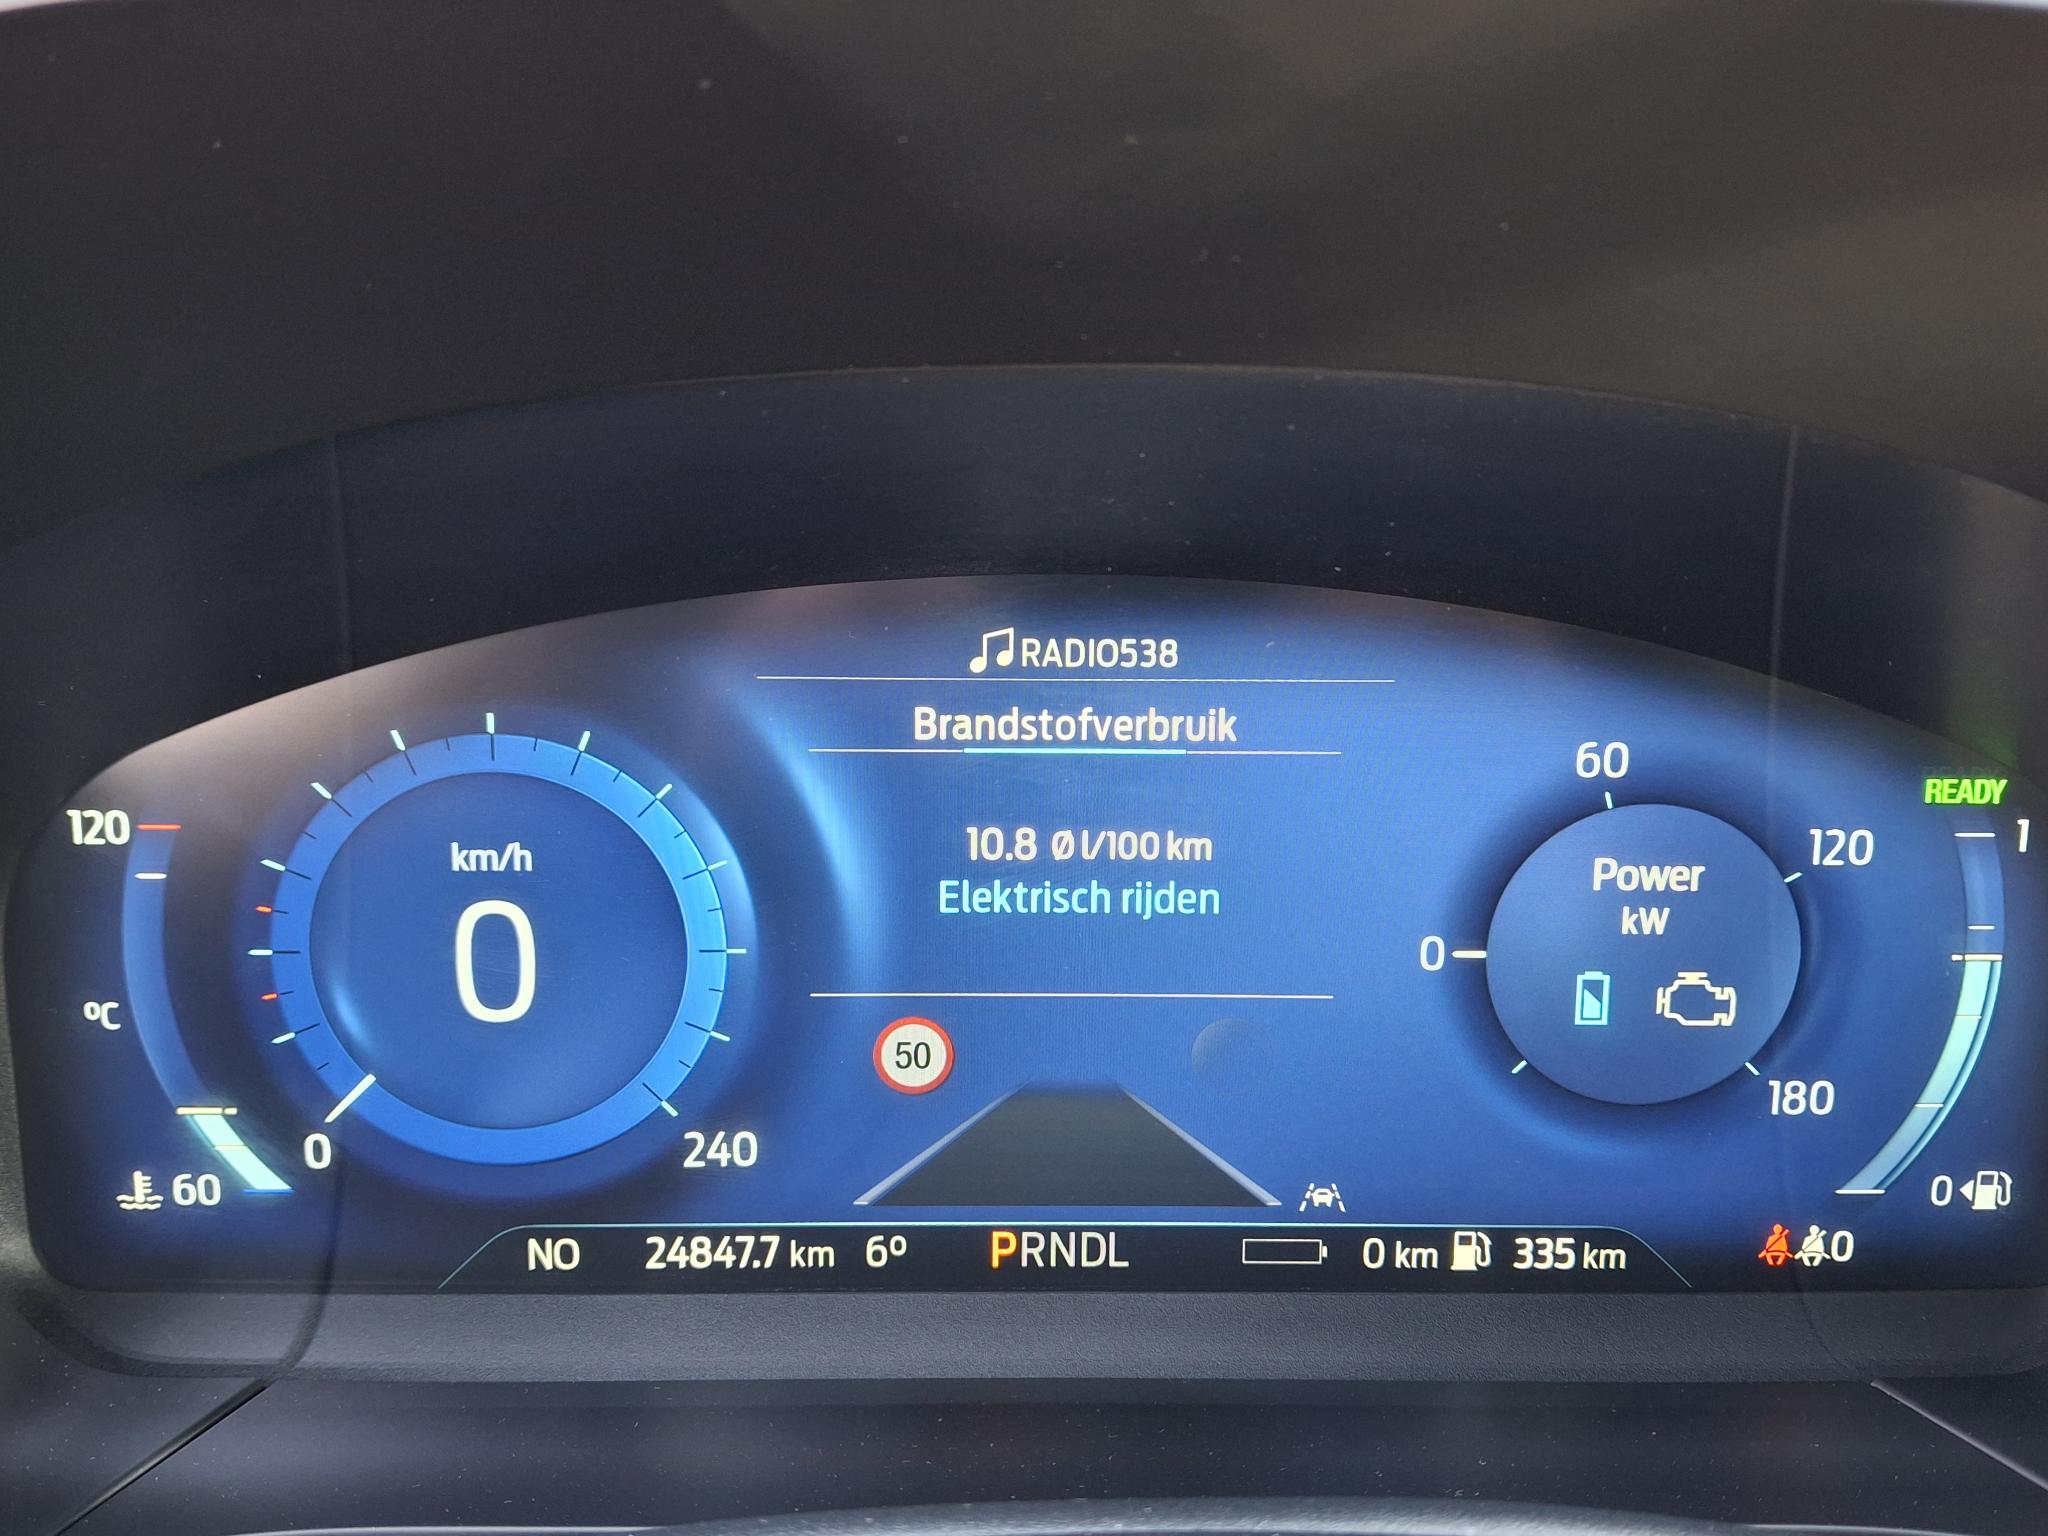 RADIO538
Brandstofverbruik
10.8 Ø l/100 km
Elektrisch rijden
120
°C
60
km/h
0
0
240
50
60
0
120
180
Power
kW
READY
1
0
NO 24847.7 km 6° PRNDL 0 km 335 km
0